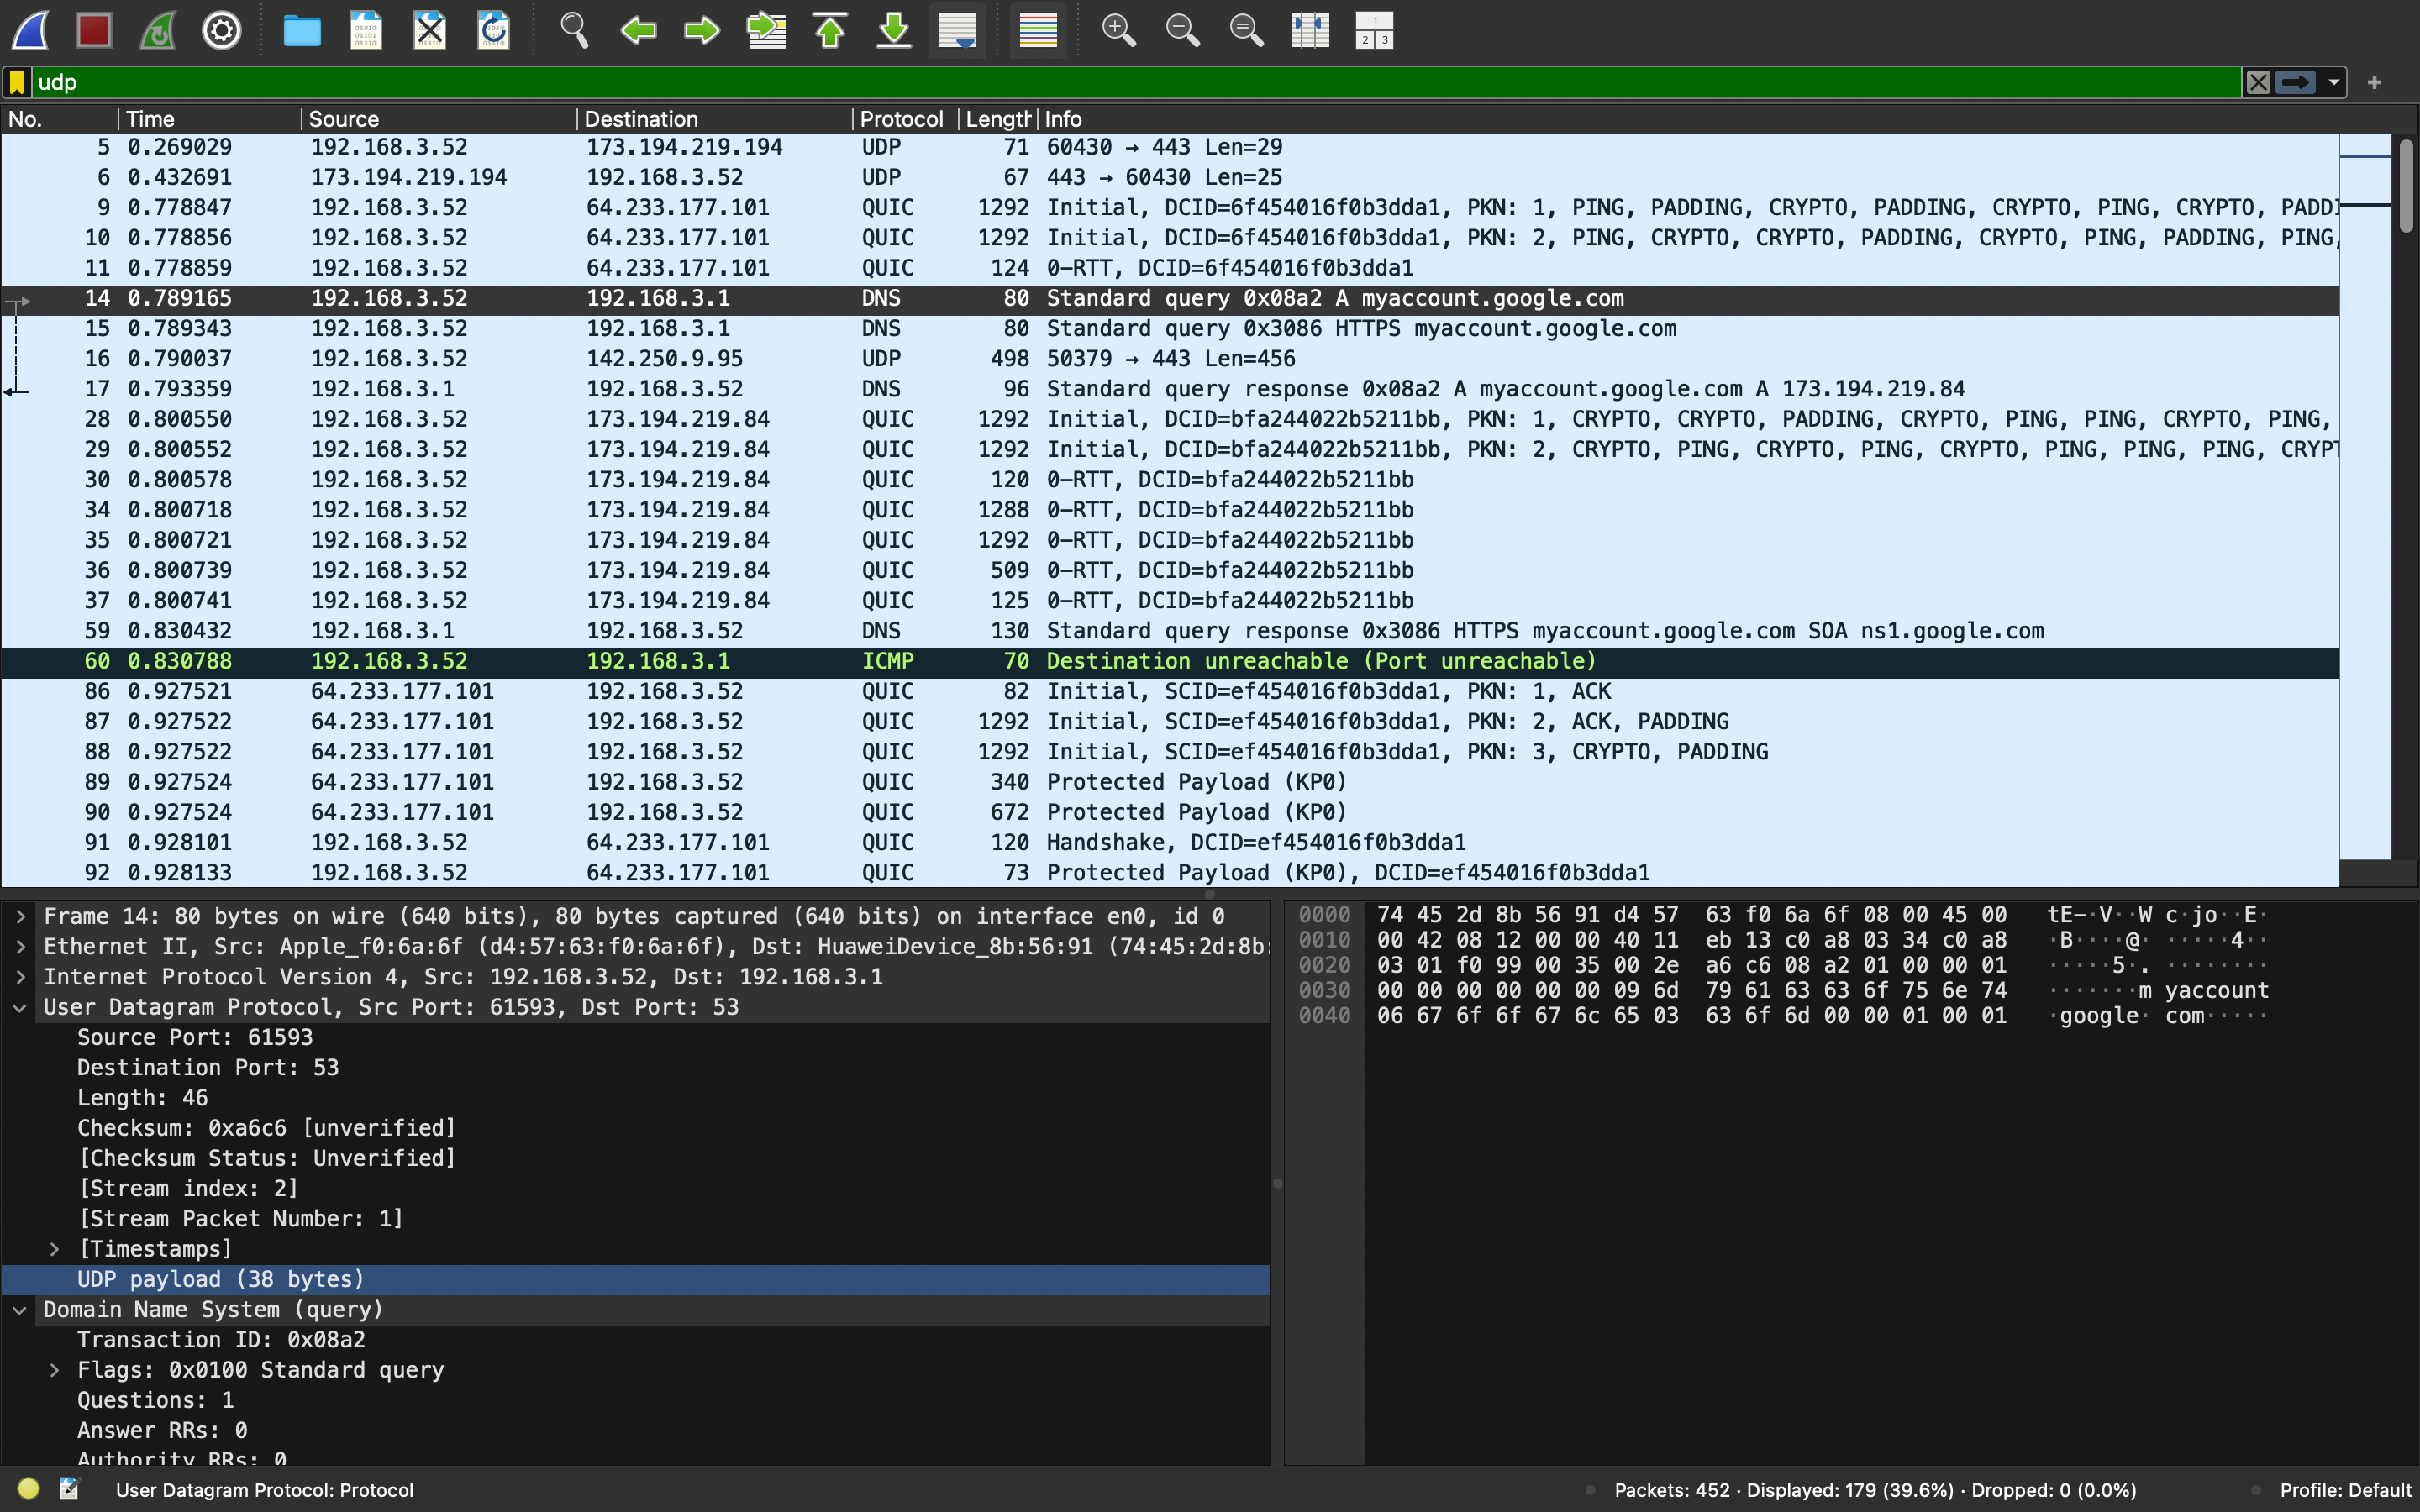 udp
No. Time Source Destination Protocol Length Info
5 0.269029 192.168.3.52 173.194.219.194 UDP 71 60430 → 443 Len=29
6 0.432691 173.194.219.194 192.168.3.52 UDP 67 443 → 60430 Len=25
9 0.778847 192.168.3.52 64.233.177.101 QUIC 1292 Initial, DCID=6f454016f0b3dda1, PKN: 1, PING, PADDING, CRYPTO, PADDING, CRYPTO, PING, CRYPTO, PADDI
10 0.778856 192.168.3.52 64.233.177.101 QUIC 1292 Initial, DCID=6f454016f0b3dda1, PKN: 2, PING, CRYPTO, CRYPTO, PADDING, CRYPTO, PING, PADDING, PING,
11 0.778859 192.168.3.52 64.233.177.101 QUIC 124 0-RTT, DCID=6f454016f0b3dda1
14 0.789165 192.168.3.52 192.168.3.1 DNS 80 Standard query 0x08a2 A myaccount.google.com
15 0.789343 192.168.3.52 192.168.3.1 DNS 80 Standard query 0x3086 HTTPS myaccount.google.com
16 0.790037 192.168.3.52 142.250.9.95 UDP 498 50379 → 443 Len=456
17 0.793359 192.168.3.1 192.168.3.52 DNS 96 Standard query response 0x08a2 A myaccount.google.com A 173.194.219.84
28 0.800550 192.168.3.52 173.194.219.84 QUIC 1292 Initial, DCID=bfa244022b5211bb, PKN: 1, CRYPTO, CRYPTO, PADDING, CRYPTO, PING, PING, CRYPTO, PING,
29 0.800552 192.168.3.52 173.194.219.84 QUIC 1292 Initial, DCID=bfa244022b5211bb, PKN: 2, CRYPTO, PING, CRYPTO, PING, CRYPTO, PING, PING, PING, CRYPT
30 0.800578 192.168.3.52 173.194.219.84 QUIC 120 0-RTT, DCID=bfa244022b5211bb
34 0.800718 192.168.3.52 173.194.219.84 QUIC 1288 0-RTT, DCID=bfa244022b5211bb
35 0.800721 192.168.3.52 173.194.219.84 QUIC 1292 0-RTT, DCID=bfa244022b5211bb
36 0.800739 192.168.3.52 173.194.219.84 QUIC 509 0-RTT, DCID=bfa244022b5211bb
37 0.800741 192.168.3.52 173.194.219.84 QUIC 125 0-RTT, DCID=bfa244022b5211bb
59 0.830432 192.168.3.1 192.168.3.52 DNS 130 Standard query response 0x3086 HTTPS myaccount.google.com SOA ns1.google.com
60 0.830788 192.168.3.52 192.168.3.1 ICMP 70 Destination unreachable (Port unreachable)
86 0.927521 64.233.177.101 192.168.3.52 QUIC 82 Initial, SCID=ef454016f0b3dda1, PKN: 1, ACK
87 0.927522 64.233.177.101 192.168.3.52 QUIC 1292 Initial, SCID=ef454016f0b3dda1, PKN: 2, ACK, PADDING
88 0.927522 64.233.177.101 192.168.3.52 QUIC 1292 Initial, SCID=ef454016f0b3dda1, PKN: 3, CRYPTO, PADDING
89 0.927524 64.233.177.101 192.168.3.52 QUIC 340 Protected Payload (KP0)
90 0.927524 64.233.177.101 192.168.3.52 QUIC 672 Protected Payload (KP0)
91 0.928101 192.168.3.52 64.233.177.101 QUIC 120 Handshake, DCID=ef454016f0b3dda1
92 0.928133 192.168.3.52 64.233.177.101 QUIC 73 Protected Payload (KP0), DCID=ef454016f0b3dda1
Frame 14: 80 bytes on wire (640 bits), 80 bytes captured (640 bits) on interface en0, id 0
Ethernet II, Src: Apple_f0:6a:6f (d4:57:63:f0:6a:6f), Dst: HuaweiDevice_8b:56:91 (74:45:2d:8b:
Internet Protocol Version 4, Src: 192.168.3.52, Dst: 192.168.3.1
User Datagram Protocol, Src Port: 61593, Dst Port: 53
Source Port: 61593
Destination Port: 53
Length: 46
Checksum: 0xa6c6 [unverified]
[Checksum Status: Unverified]
[Stream index: 2]
[Stream Packet Number: 1]
[Timestamps]
UDP payload (38 bytes)
Domain Name System (query)
Transaction ID: 0x08a2
Flags: 0x0100 Standard query
Questions: 1
Answer RRs: 0
Authority RRs: 0
0000 74 45 2d 8b 56 91 d4 57 63 f0 6a 6f 08 00 45 00 tE-·V··W c·jo··E·
0010 00 42 08 12 00 00 40 11 eb 13 c0 a8 03 34 c0 a8 ·B····@· ·····4··
0020 03 01 f0 99 00 35 00 2e a6 c6 08 a2 01 00 00 01 ·····5·. ········
0030 00 00 00 00 00 00 09 6d 79 61 63 63 6f 75 6e 74 ·······m yaccount
0040 06 67 6f 6f 67 6c 65 03 63 6f 6d 00 00 01 00 01 ·google· com·····
User Datagram Protocol: Protocol
Packets: 452 · Displayed: 179 (39.6%) · Dropped: 0 (0.0%)
Profile: Default